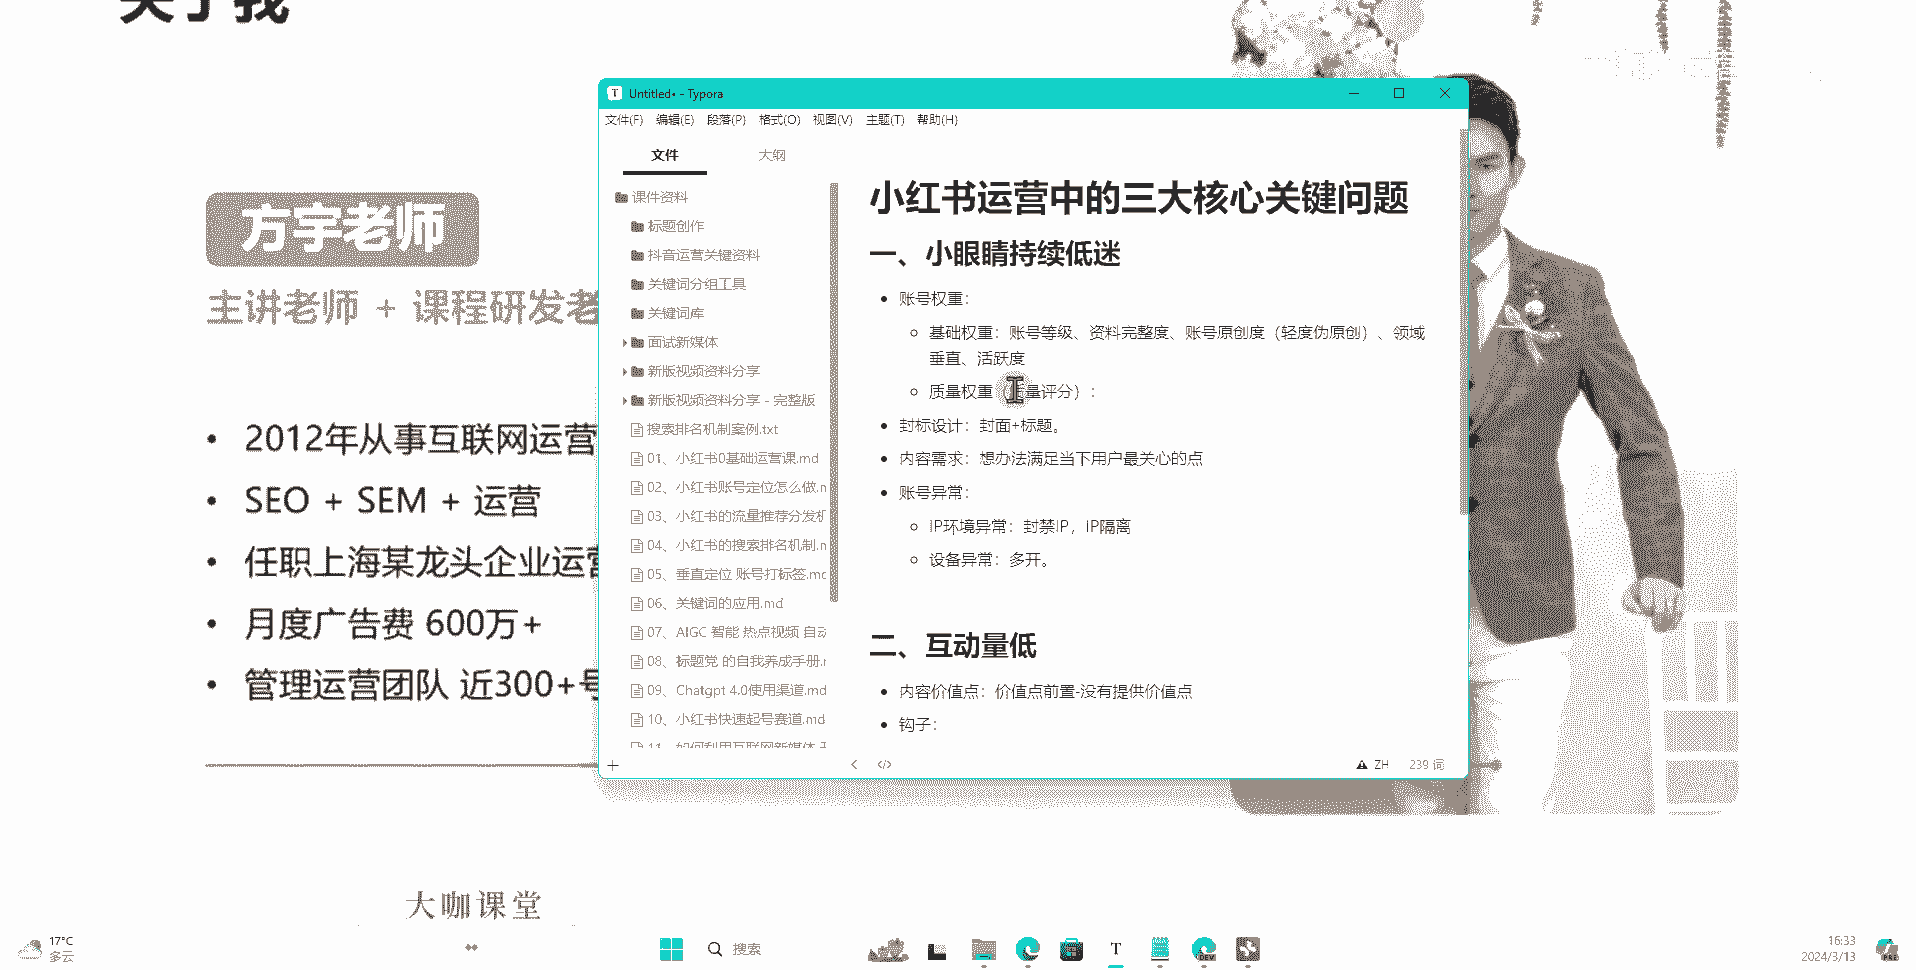 关于我
方宇老师
主讲老师 + 课程研发老
• 2012年从事互联网运营
• SEO + SEM + 运营
• 任职上海某龙头企业运营
• 月度广告费 600万+
• 管理运营团队 近300+号
大咖课堂
Untitled• - Typora
文件(F) 编辑(E) 段落(P) 格式(O) 视图(V) 主题(T) 帮助(H)
文件 大纲
课件资料
标题创作
抖音运营关键资料
关键词分组工具
关键词库
面试新媒体
新版视频资料分享
新版视频资料分享 - 完整版
搜索排名机制案例.txt
01、小红书0基础运营课.md
02、小红书账号定位怎么做.m
03、小红书的流量推荐分发机
04、小红书的搜索排名机制.m
05、垂直定位 账号打标签.md
06、关键词的应用.md
07、AIGC 智能 热点视频 自动
08、标题党 的自我养成手册.m
09、Chatgpt 4.0使用渠道.md
10、小红书快速起号赛道.md
11、如何利用互联网新媒体
小红书运营中的三大核心关键问题
一、小眼睛持续低迷
• 账号权重：
基础权重：账号等级、资料完整度、账号原创度（轻度伪原创）、领域
垂直、活跃度
质量权重（质量评分）：
• 封标设计：封面+标题。
• 内容需求：想办法满足当下用户最关心的点
• 账号异常：
IP环境异常：封禁IP，IP隔离
设备异常：多开。
二、互动量低
• 内容价值点：价值点前置-没有提供价值点
• 钩子：
ZH 239 词
17°C
多云
搜索
16:33
2024/3/13